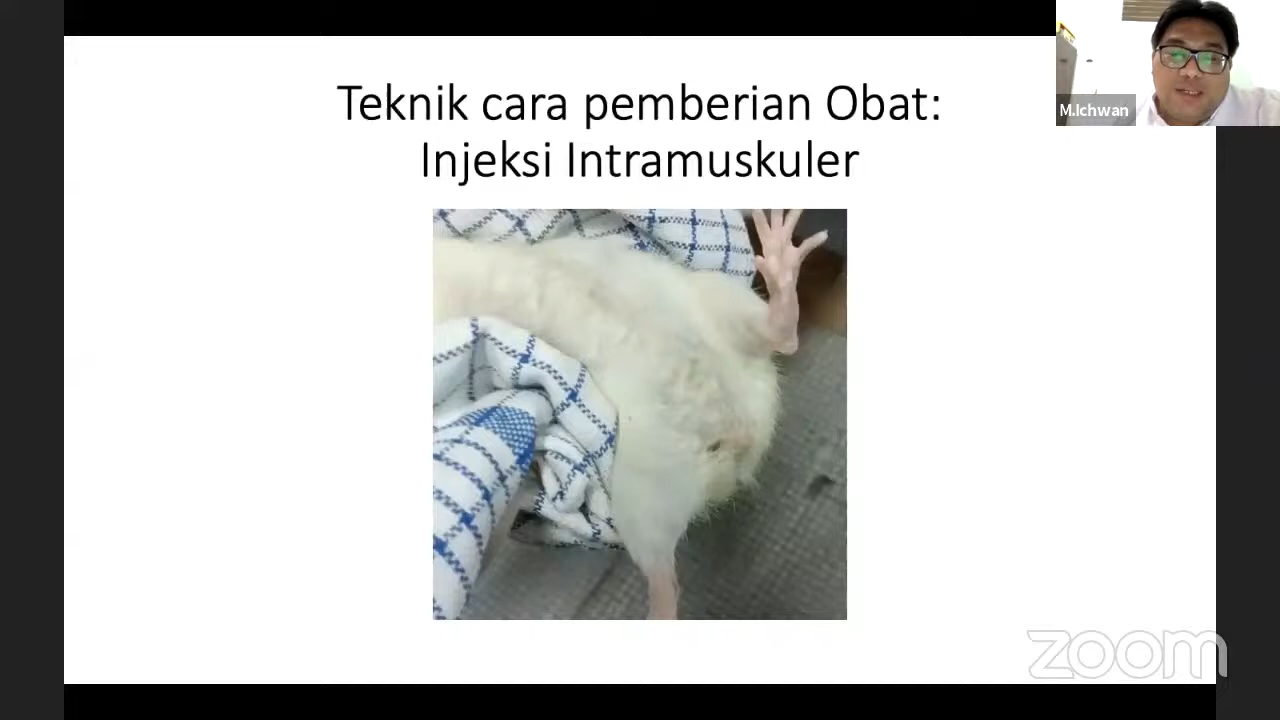 Teknik cara pemberian Obat:
Injeksi Intramuskuler
M.Ichwan
zoom